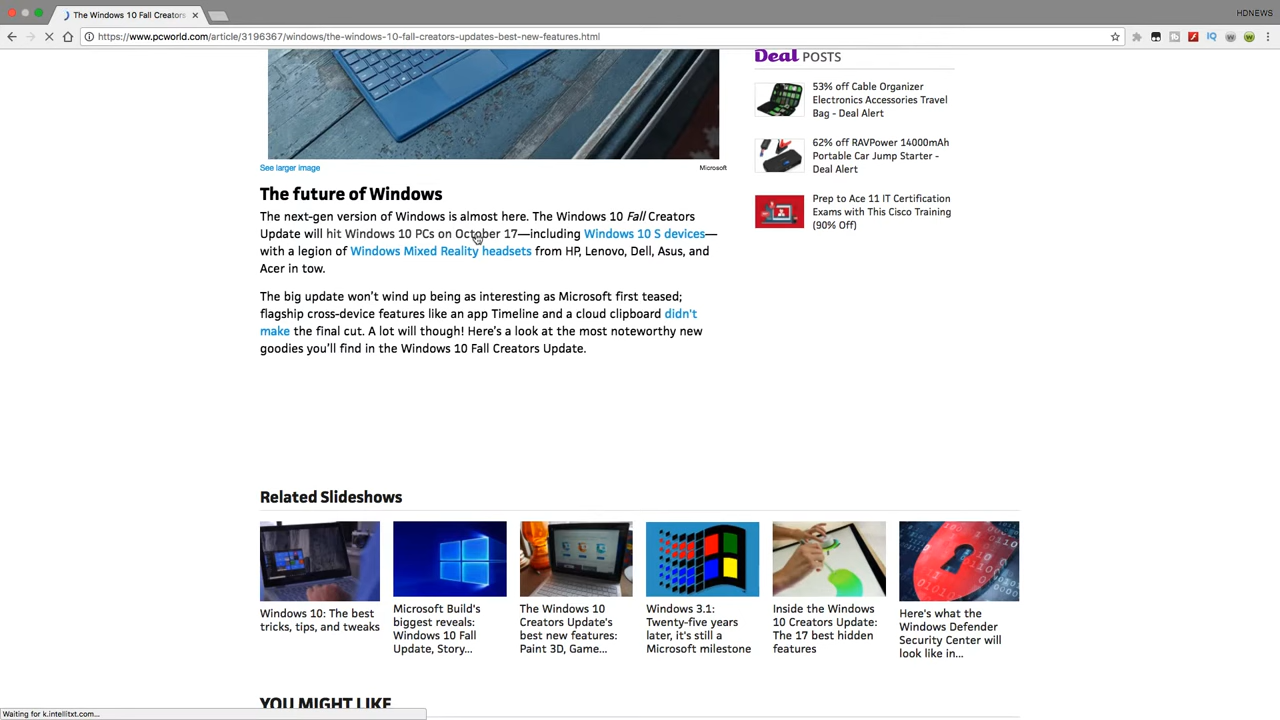 The Windows 10 Fall Creators
HDNEWS
https://www.pcworld.com/article/3196367/windows/the-windows-10-fall-creators-updates-best-new-features.html
See larger image
Microsoft
The future of Windows
The next-gen version of Windows is almost here. The Windows 10 Fall Creators
Update will hit Windows 10 PCs on October 17—including Windows 10 S devices—
with a legion of Windows Mixed Reality headsets from HP, Lenovo, Dell, Asus, and
Acer in tow.
The big update won't wind up being as interesting as Microsoft first teased;
flagship cross-device features like an app Timeline and a cloud clipboard didn't
make the final cut. A lot will though! Here's a look at the most noteworthy new
goodies you'll find in the Windows 10 Fall Creators Update.
Deal POSTS
53% off Cable Organizer
Electronics Accessories Travel
Bag - Deal Alert
62% off RAVPower 14000mAh
Portable Car Jump Starter -
Deal Alert
Prep to Ace 11 IT Certification
Exams with This Cisco Training
(90% Off)
Related Slideshows
Windows 10: The best
tricks, tips, and tweaks
Microsoft Build's
biggest reveals:
Windows 10 Fall
Update, Story...
The Windows 10
Creators Update's
best new features:
Paint 3D, Game...
Windows 3.1:
Twenty-five years
later, it's still a
Microsoft milestone
Inside the Windows
10 Creators Update:
The 17 best hidden
features
Here's what the
Windows Defender
Security Center will
look like in...
YOU MIGHT LIKE
Waiting for k.intellitxt.com...